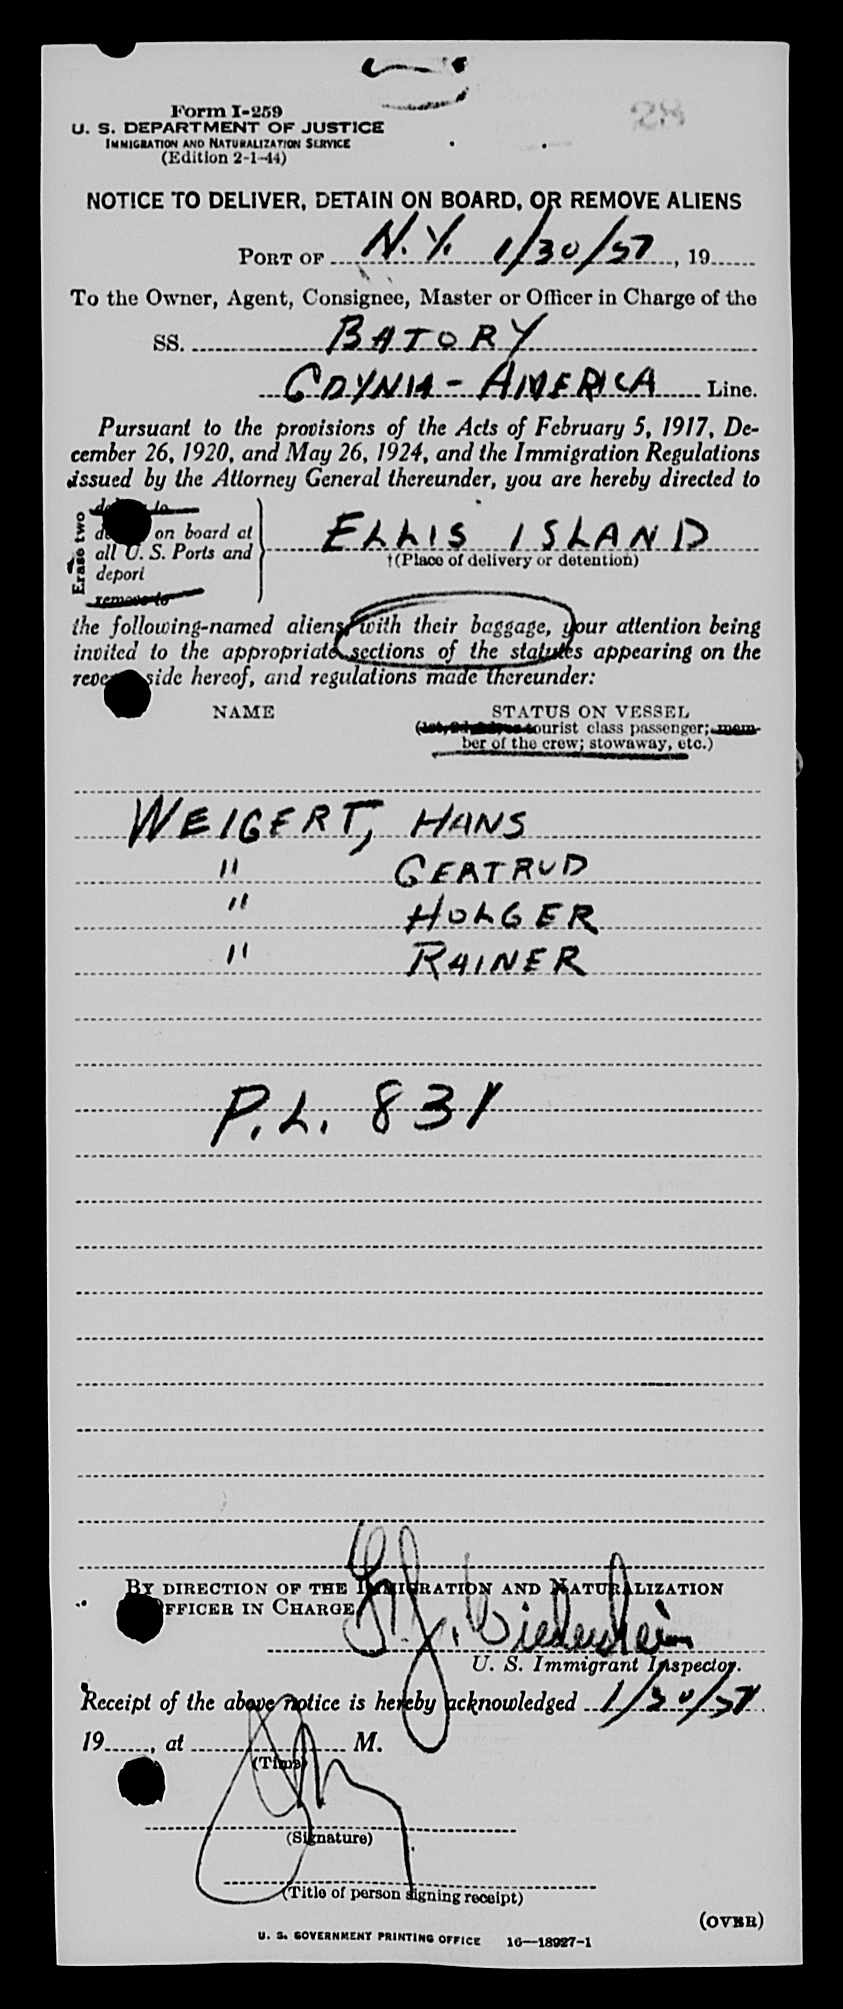 28
Form I-259
U. S. DEPARTMENT OF JUSTICE
IMMIGRATION AND NATURALIZATION SERVICE
(Edition 2-1-44)
NOTICE TO DELIVER, DETAIN ON BOARD, OR REMOVE ALIENS
PORT OF N.Y. 1/30/57, 19
To the Owner, Agent, Consignee, Master or Officer in Charge of the
SS. BATORY
GDYNIA - AMERICA Line.
Pursuant to the provisions of the Acts of February 5, 1917, De-
cember 26, 1920, and May 26, 1924, and the Immigration Regulations
issued by the Attorney General thereunder, you are hereby directed to
Erase two
to
on board at
all U. S. Ports and
deport
remove to
ELLIS ISLAND
†(Place of delivery or detention)
the following-named aliens, with their baggage, your attention being
invited to the appropriate sections of the statutes appearing on the
side hereof, and regulations made thereunder:
NAME STATUS ON VESSEL
tourist class passenger; mem-
ber of the crew; stowaway, etc.)
WEIGERT, HANS
" GERTRUD
" HOLGER
" RAINER
P.L. 831
BY DIRECTION OF THE IMMIGRATION AND NATURALIZATION
OFFICER IN CHARGE
U. S. Immigrant Inspector.
Receipt of the above notice is hereby acknowledged 1/30/57
19, at M.
(Time)
(Signature)
(Title of person signing receipt)
(OVER)
U. S. GOVERNMENT PRINTING OFFICE 16—18927-1